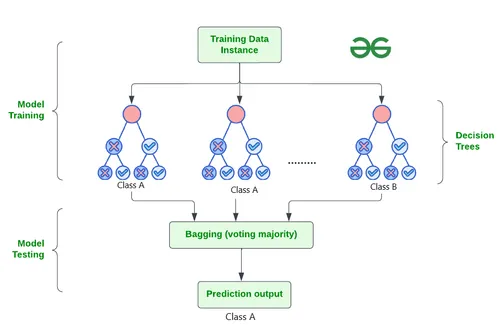 Training Data
Instance
Model
Training
Decision
Trees
Class A
Class A
.........
Class B
Bagging (voting majority)
Model
Testing
Prediction output
Class A